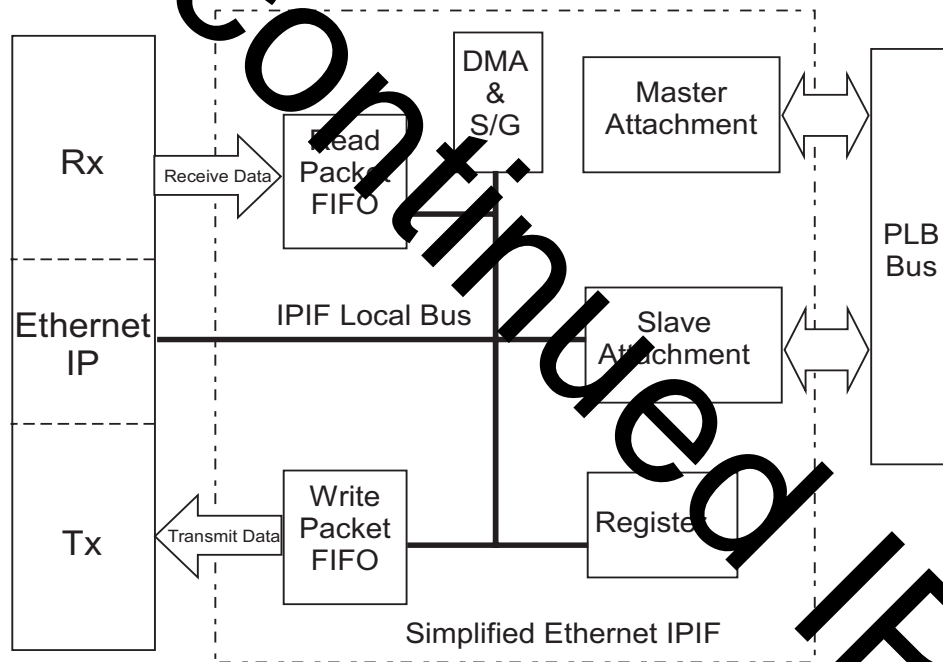 DMA
&
S/G
Master
Attachment
Rx
Receive Data
Read
Packet
FIFO
PLB
Bus
Ethernet
IP
IPIF Local Bus
Slave
Attachment
Tx
Transmit Data
Write
Packet
FIFO
Register
Simplified Ethernet IPIF
continued IP